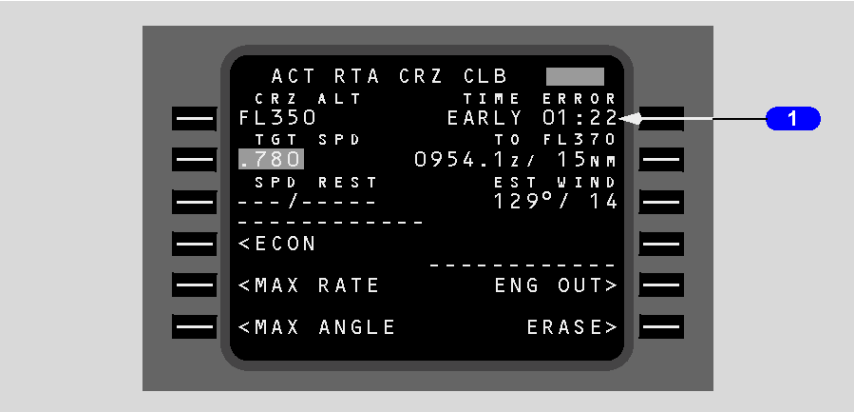 ACT RTA CRZ CLB
CRZ ALT TIME ERROR
FL350 EARLY 01:22
1
TGT SPD TO FL370
.780 0954.1z/ 15NM
SPD REST EST WIND
---/----- 129°/ 14
-------------
<ECON
------------
<MAX RATE ENG OUT>
<MAX ANGLE ERASE>